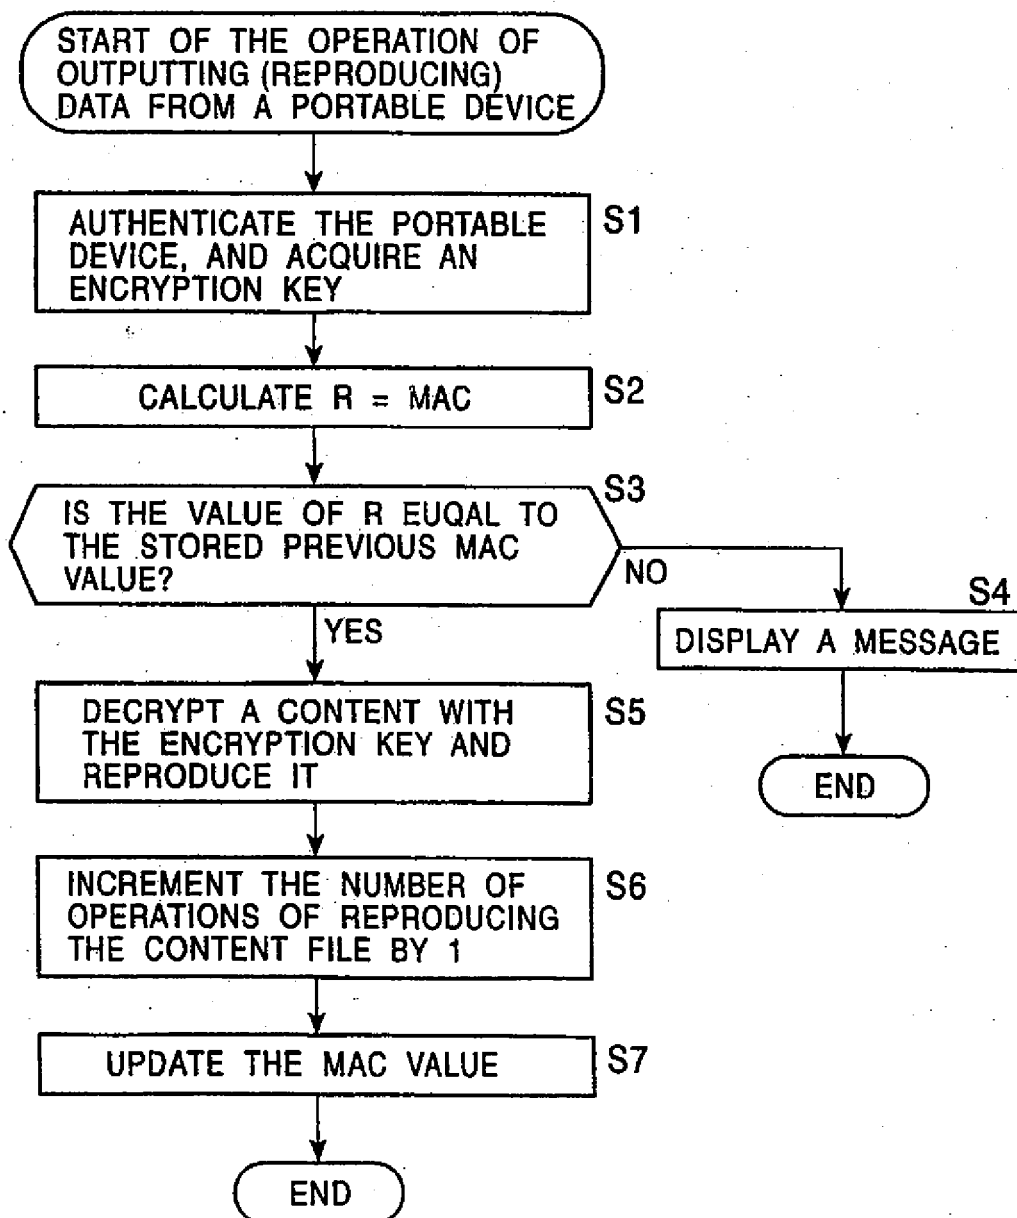 START OF THE OPERATION OF
OUTPUTTING (REPRODUCING)
DATA FROM A PORTABLE DEVICE
AUTHENTICATE THE PORTABLE
DEVICE, AND ACQUIRE AN
ENCRYPTION KEY
S1
CALCULATE R = MAC
S2
IS THE VALUE OF R EUQAL TO
THE STORED PREVIOUS MAC
VALUE?
S3
NO
YES
S4
DISPLAY A MESSAGE
END
DECRYPT A CONTENT WITH
THE ENCRYPTION KEY AND
REPRODUCE IT
S5
INCREMENT THE NUMBER OF
OPERATIONS OF REPRODUCING
THE CONTENT FILE BY 1
S6
UPDATE THE MAC VALUE
S7
END